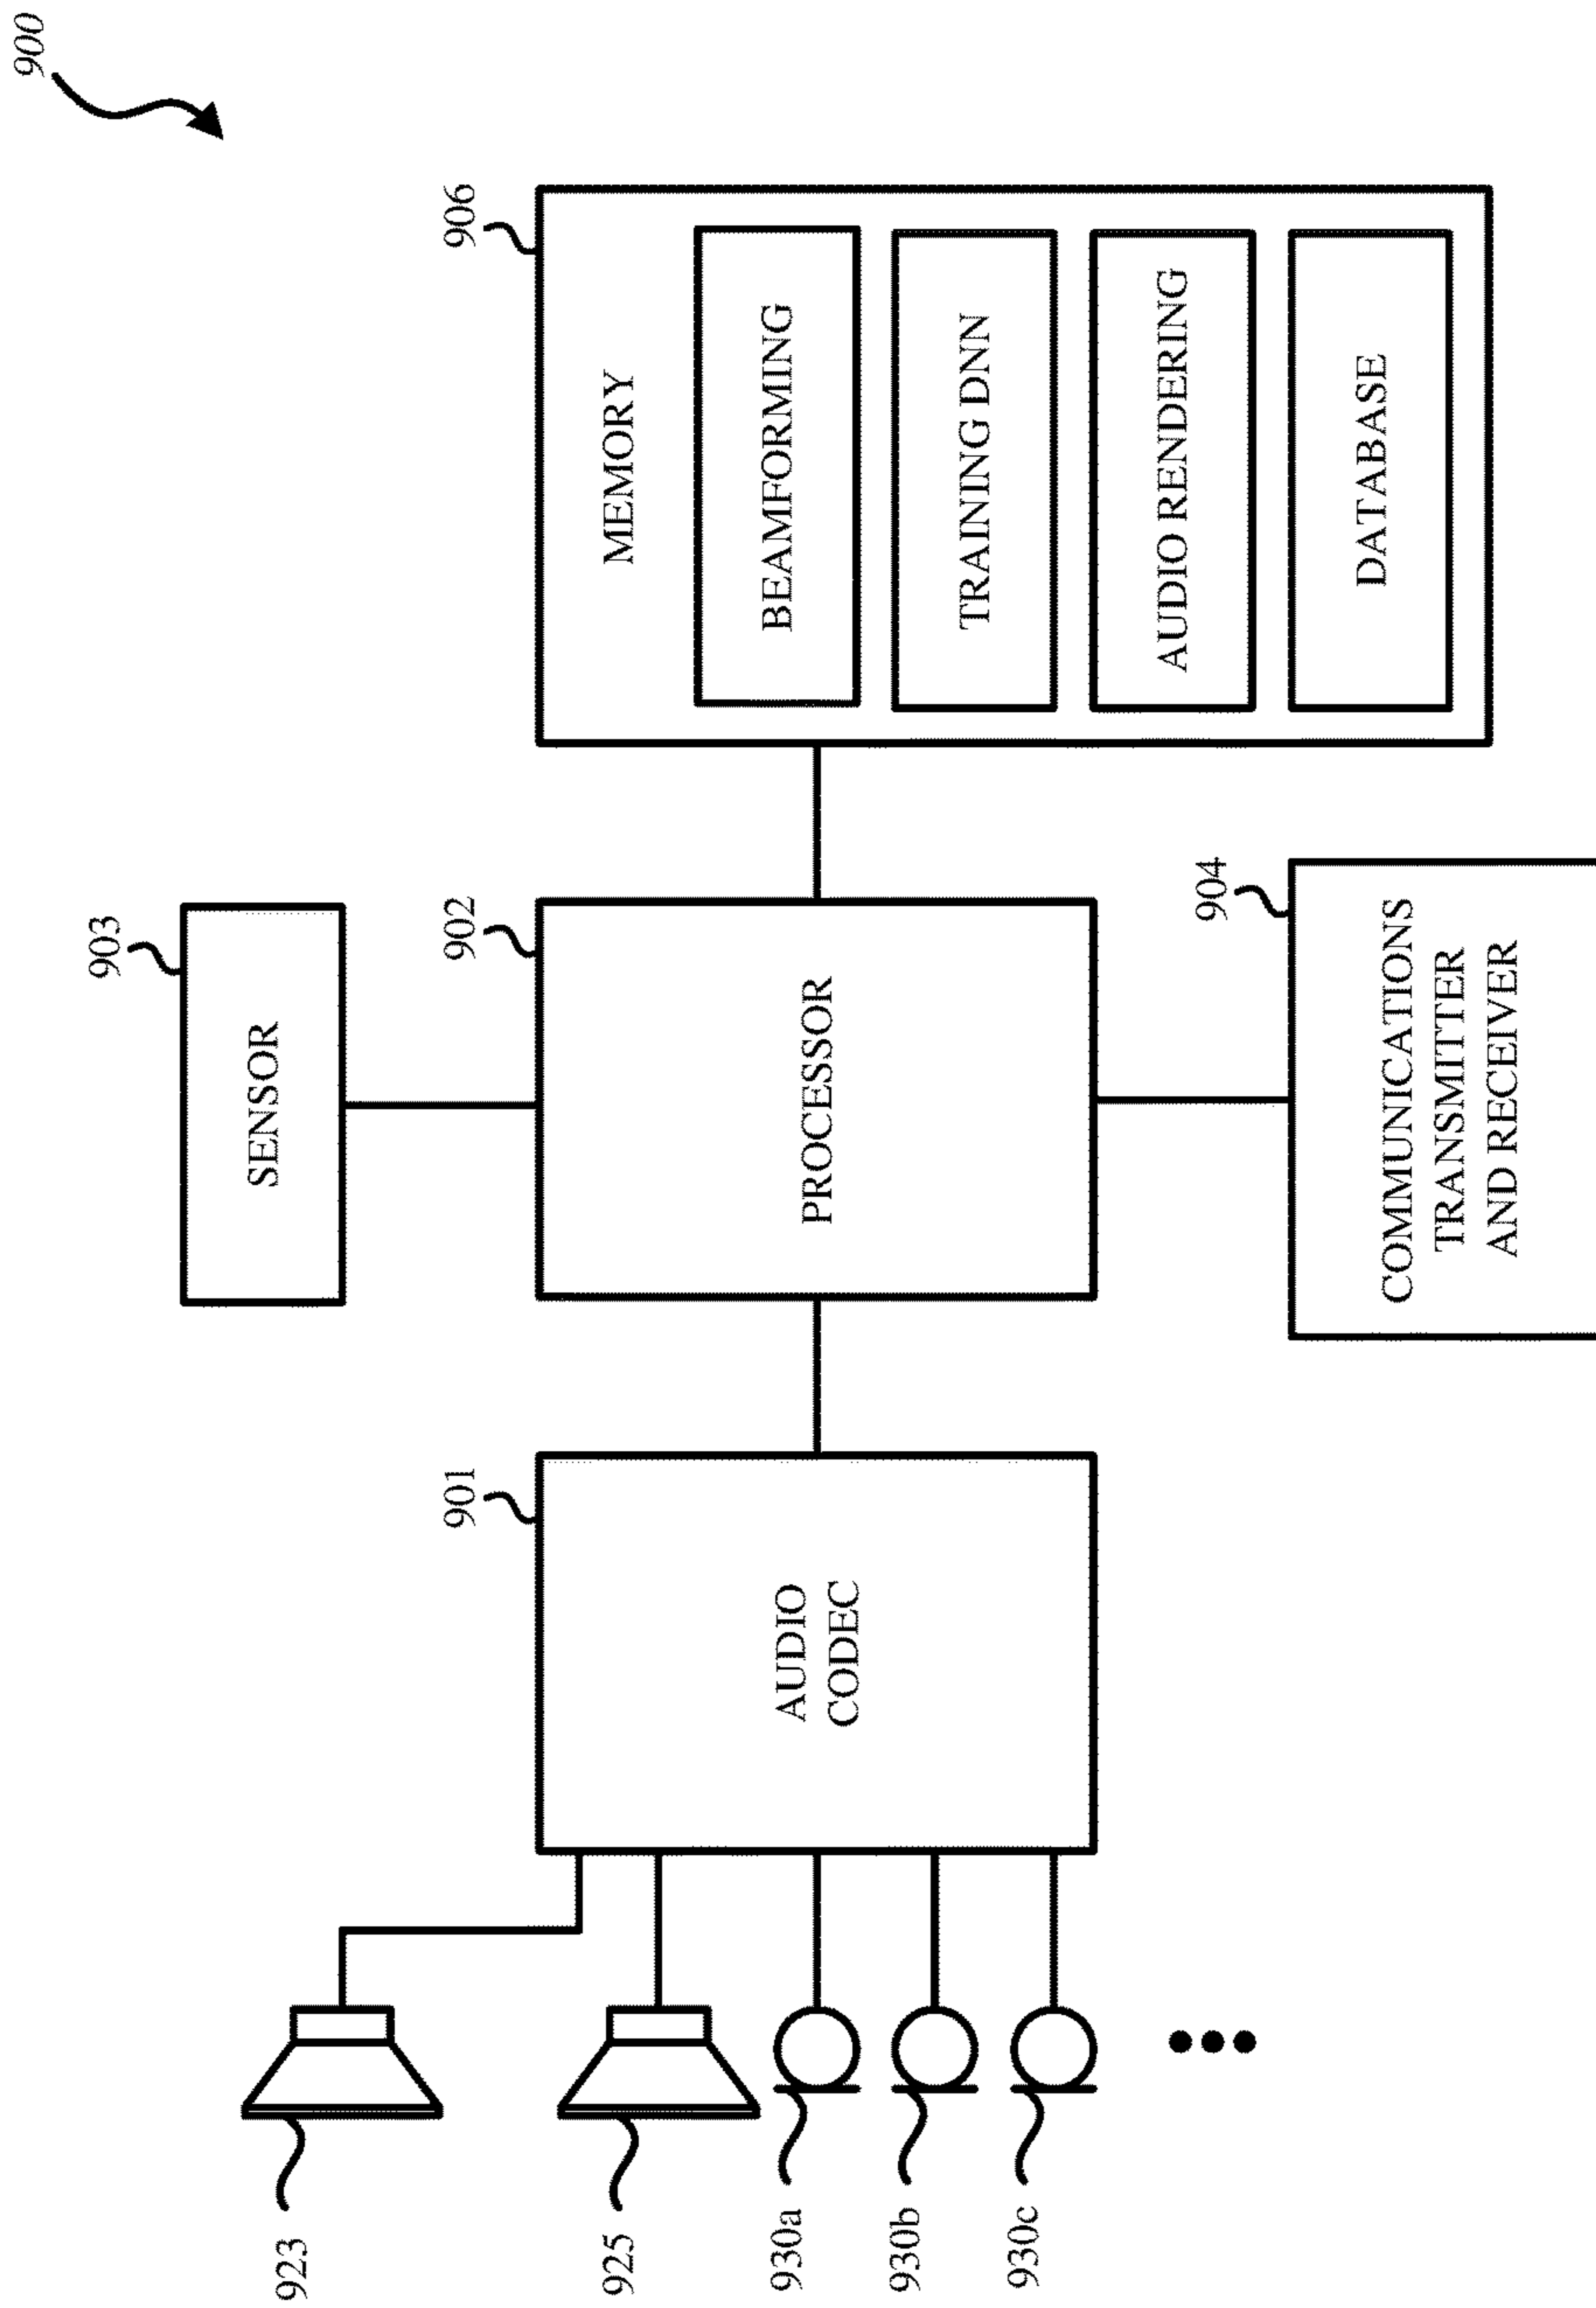 900
903
SENSOR
901
AUDIO
CODEC
902
PROCESSOR
906
MEMORY
BEAMFORMING
TRAINING DNN
AUDIO RENDERING
DATABASE
904
COMMUNICATIONS
TRANSMITTER
AND RECEIVER
923
925
930a
930b
930c